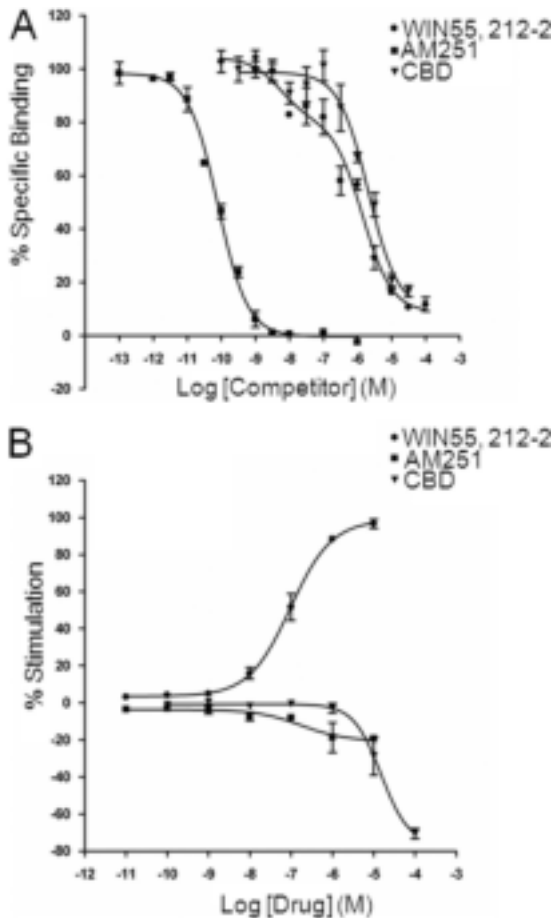 A
WIN55, 212-2
AM251
CBD
% Specific Binding
120
100
80
60
40
20
0
-20
-13 -12 -11 -10 -9 -8 -7 -6 -5 -4 -3
Log [Competitor] (M)
B
WIN55, 212-2
AM251
CBD
% Stimulation
120
100
80
60
40
20
0
-20
-40
-60
-80
-12 -11 -10 -9 -8 -7 -6 -5 -4 -3
Log [Drug] (M)